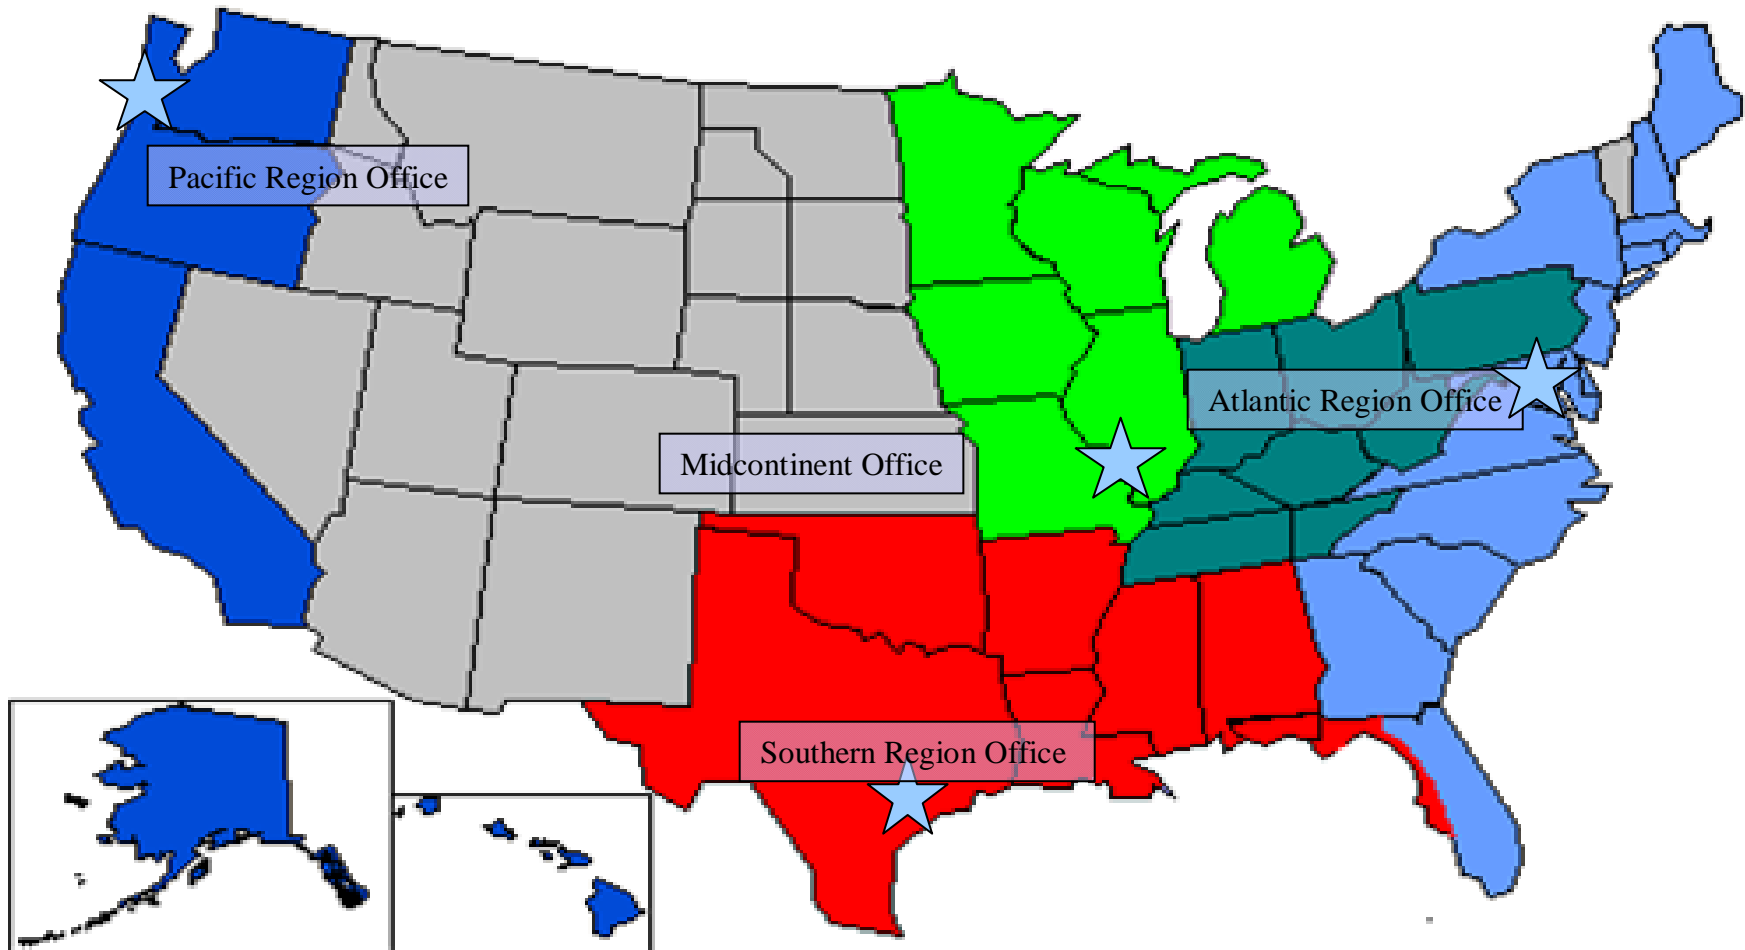 Pacific Region Office
Atlantic Region Office
Midcontinent Office
Southern Region Office